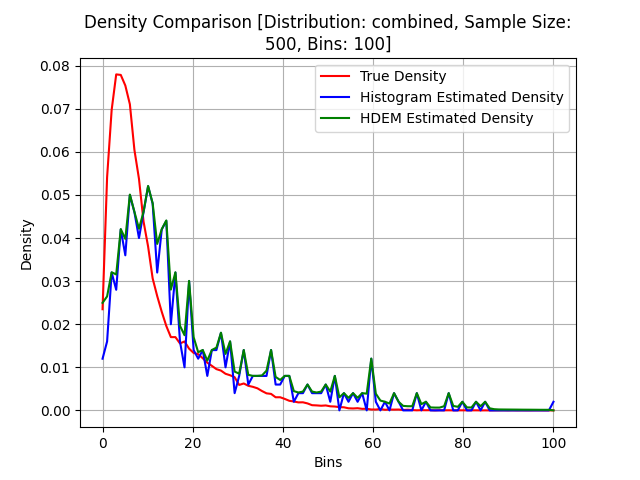 Density Comparison [Distribution: combined, Sample Size:
500, Bins: 100]
True Density
Histogram Estimated Density
HDEM Estimated Density
Density
0.08
0.07
0.06
0.05
0.04
0.03
0.02
0.01
0.00
0 20 40 60 80 100
Bins